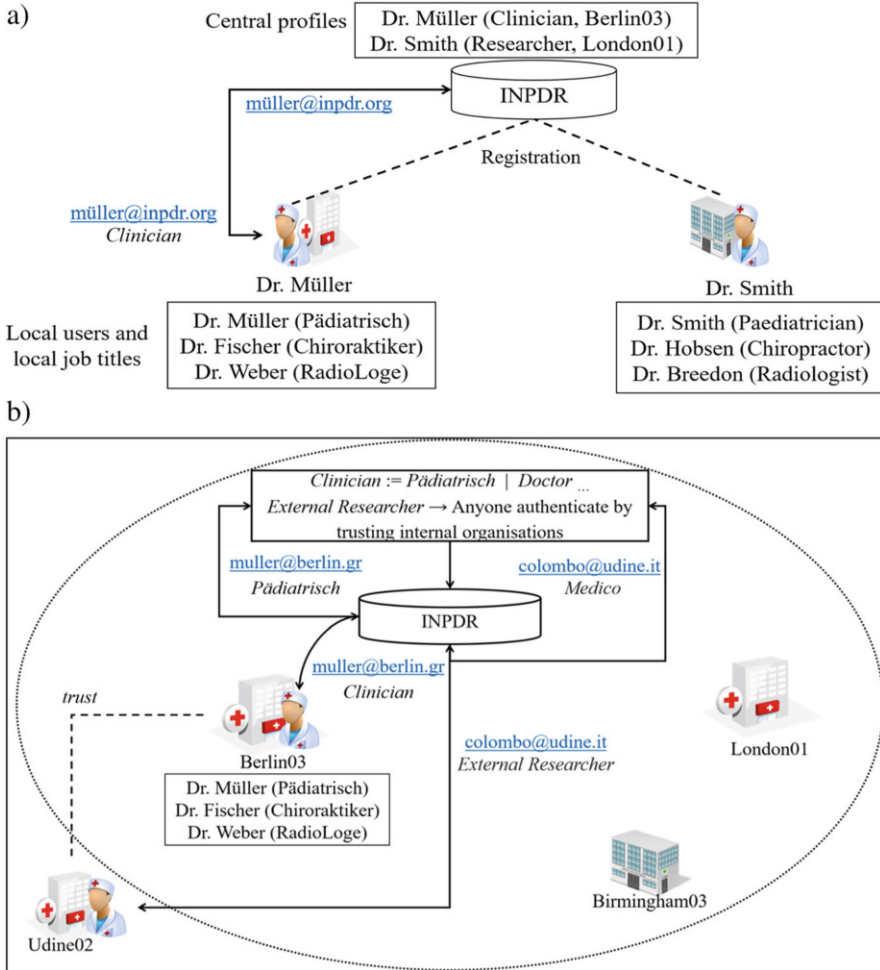 a)
Central profiles
Dr. Müller (Clinician, Berlin03)
Dr. Smith (Researcher, London01)
INPDR
müller@inpdr.org
Registration
müller@inpdr.org
Clinician
Dr. Müller
Dr. Smith
Local users and
local job titles
Dr. Müller (Pädiatrisch)
Dr. Fischer (Chiroraktiker)
Dr. Weber (RadioLoge)
Dr. Smith (Paediatrician)
Dr. Hobsen (Chiropractor)
Dr. Breedon (Radiologist)
b)
Clinician := Pädiatrisch | Doctor ...
External Researcher → Anyone authenticate by
trusting internal organisations
muller@berlin.gr
Pädiatrisch
colombo@udine.it
Medico
INPDR
muller@berlin.gr
Clinician
trust
Berlin03
Dr. Müller (Pädiatrisch)
Dr. Fischer (Chiroraktiker)
Dr. Weber (RadioLoge)
colombo@udine.it
External Researcher
London01
Birmingham03
Udine02